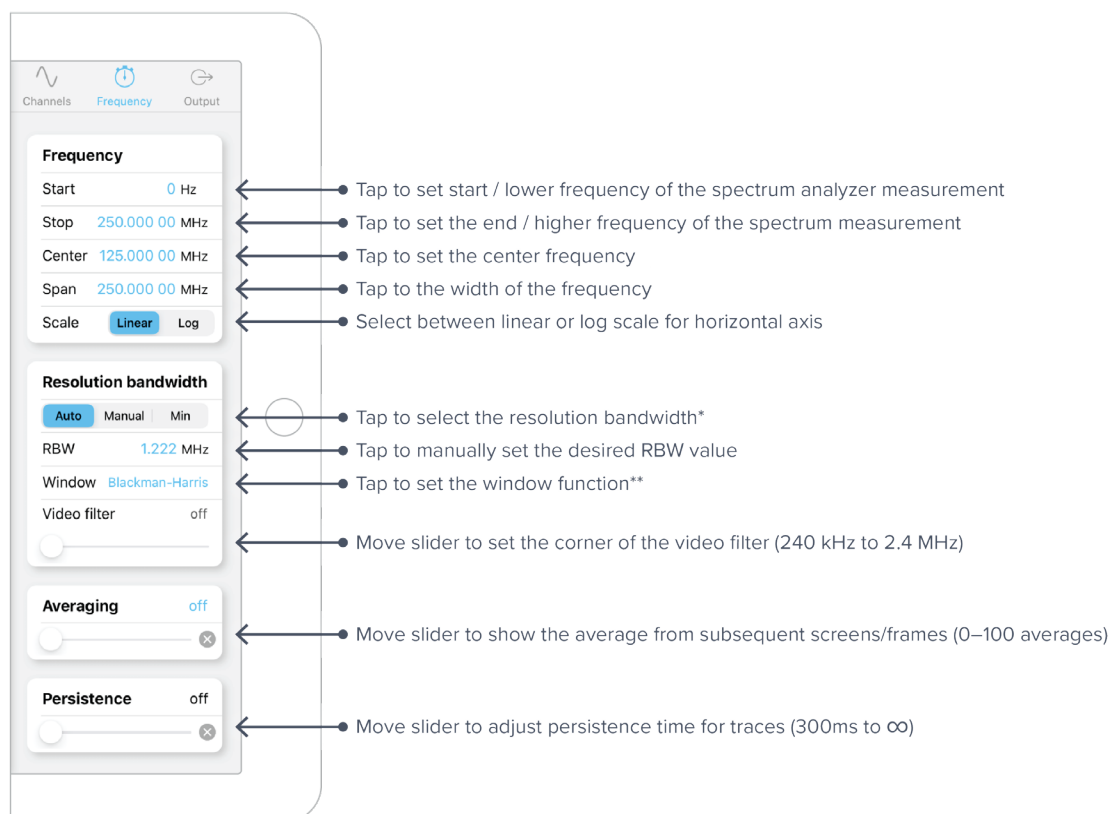 Channels Frequency Output
Frequency
Start 0 Hz Tap to set start / lower frequency of the spectrum analyzer measurement
Stop 250.000 00 MHz Tap to set the end / higher frequency of the spectrum measurement
Center 125.000 00 MHz Tap to set the center frequency
Span 250.000 00 MHz Tap to the width of the frequency
Scale Linear Log Select between linear or log scale for horizontal axis
Resolution bandwidth
Auto Manual Min Tap to select the resolution bandwidth*
RBW 1.222 MHz Tap to manually set the desired RBW value
Window Blackman-Harris Tap to set the window function**
Video filter off
Move slider to set the corner of the video filter (240 kHz to 2.4 MHz)
Averaging off
Move slider to show the average from subsequent screens/frames (0–100 averages)
Persistence off
Move slider to adjust persistence time for traces (300ms to ∞)